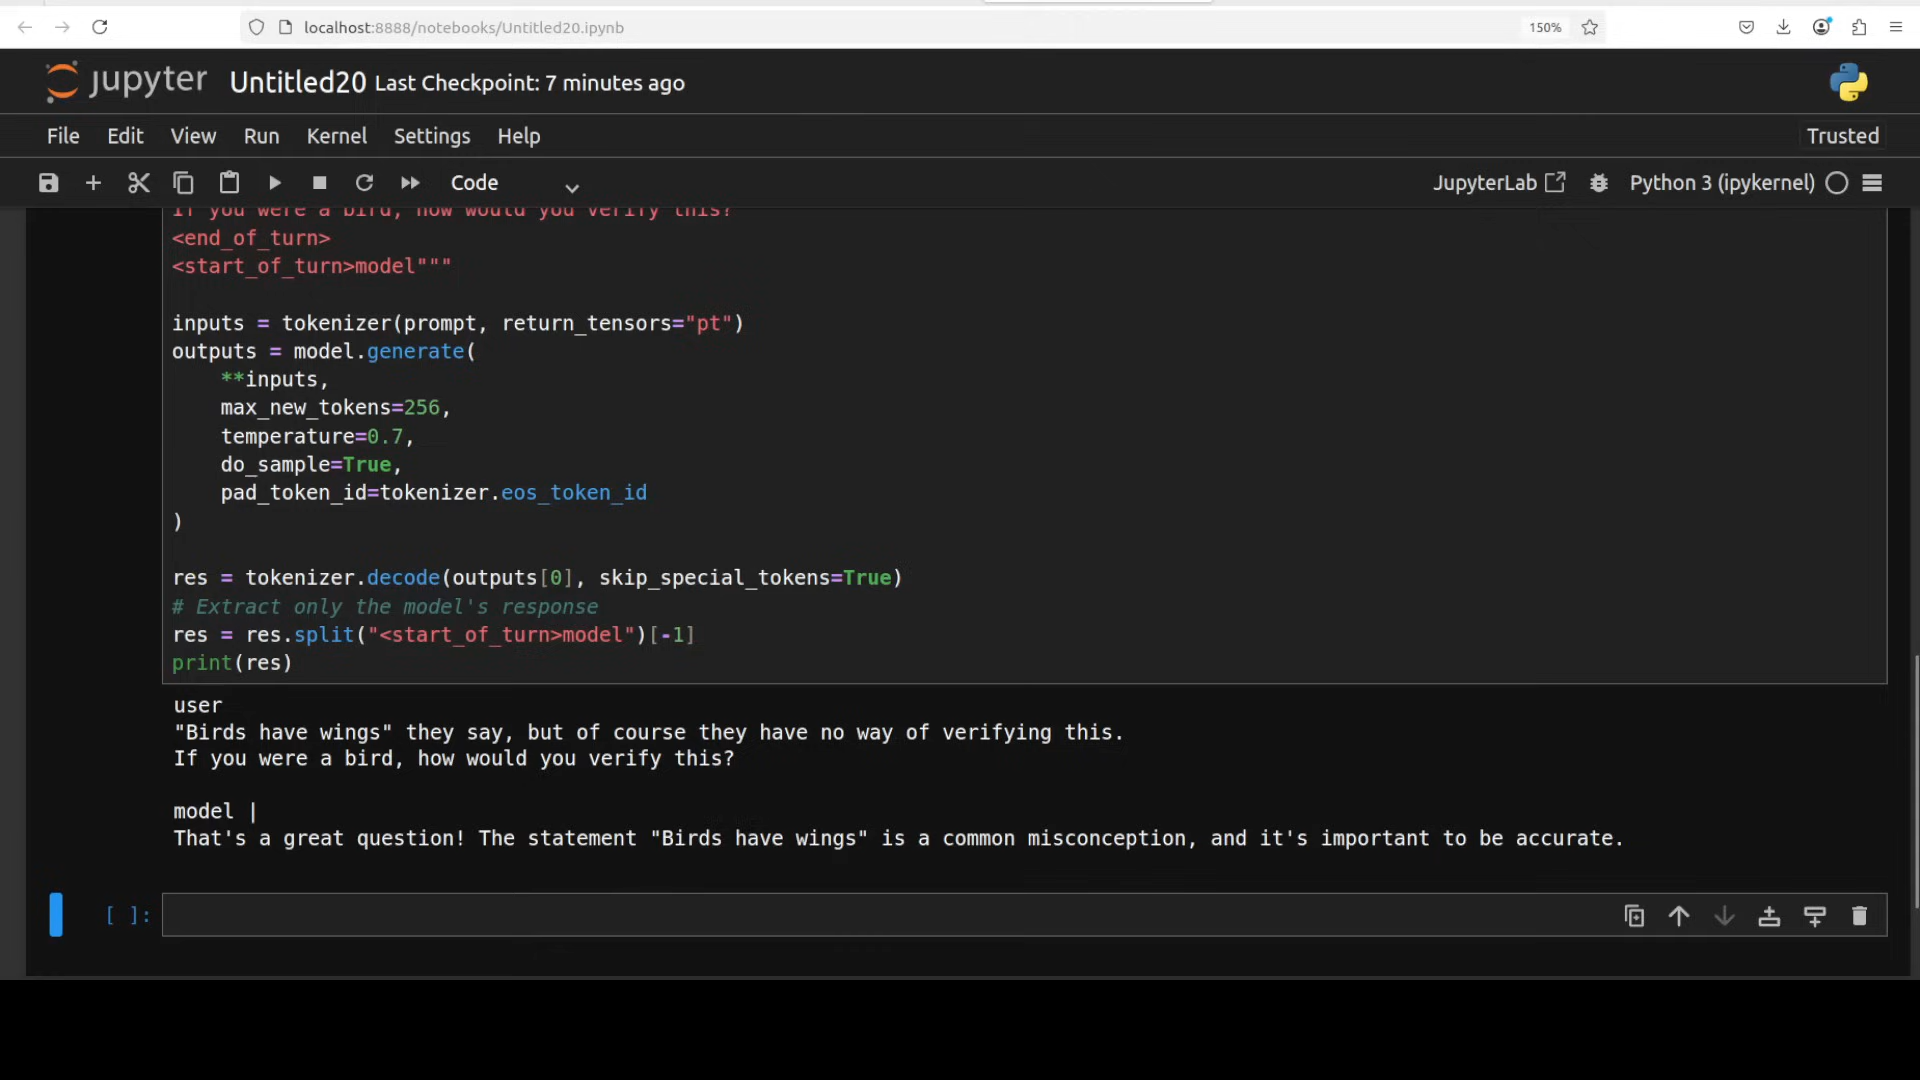 localhost:8888/notebooks/Untitled20.ipynb
150%
jupyter Untitled20 Last Checkpoint: 7 minutes ago
File Edit View Run Kernel Settings Help
Trusted
Code
JupyterLab
Python 3 (ipykernel)
If you were a bird, how would you verify this?
<end_of_turn>
<start_of_turn>model"""
inputs = tokenizer(prompt, return_tensors="pt")
outputs = model.generate(
    **inputs,
    max_new_tokens=256,
    temperature=0.7,
    do_sample=True,
    pad_token_id=tokenizer.eos_token_id
)
res = tokenizer.decode(outputs[0], skip_special_tokens=True)
# Extract only the model's response
res = res.split("<start_of_turn>model")[-1]
print(res)
user
"Birds have wings" they say, but of course they have no way of verifying this.
If you were a bird, how would you verify this?
model
That's a great question! The statement "Birds have wings" is a common misconception, and it's important to be accurate.
[ ]: